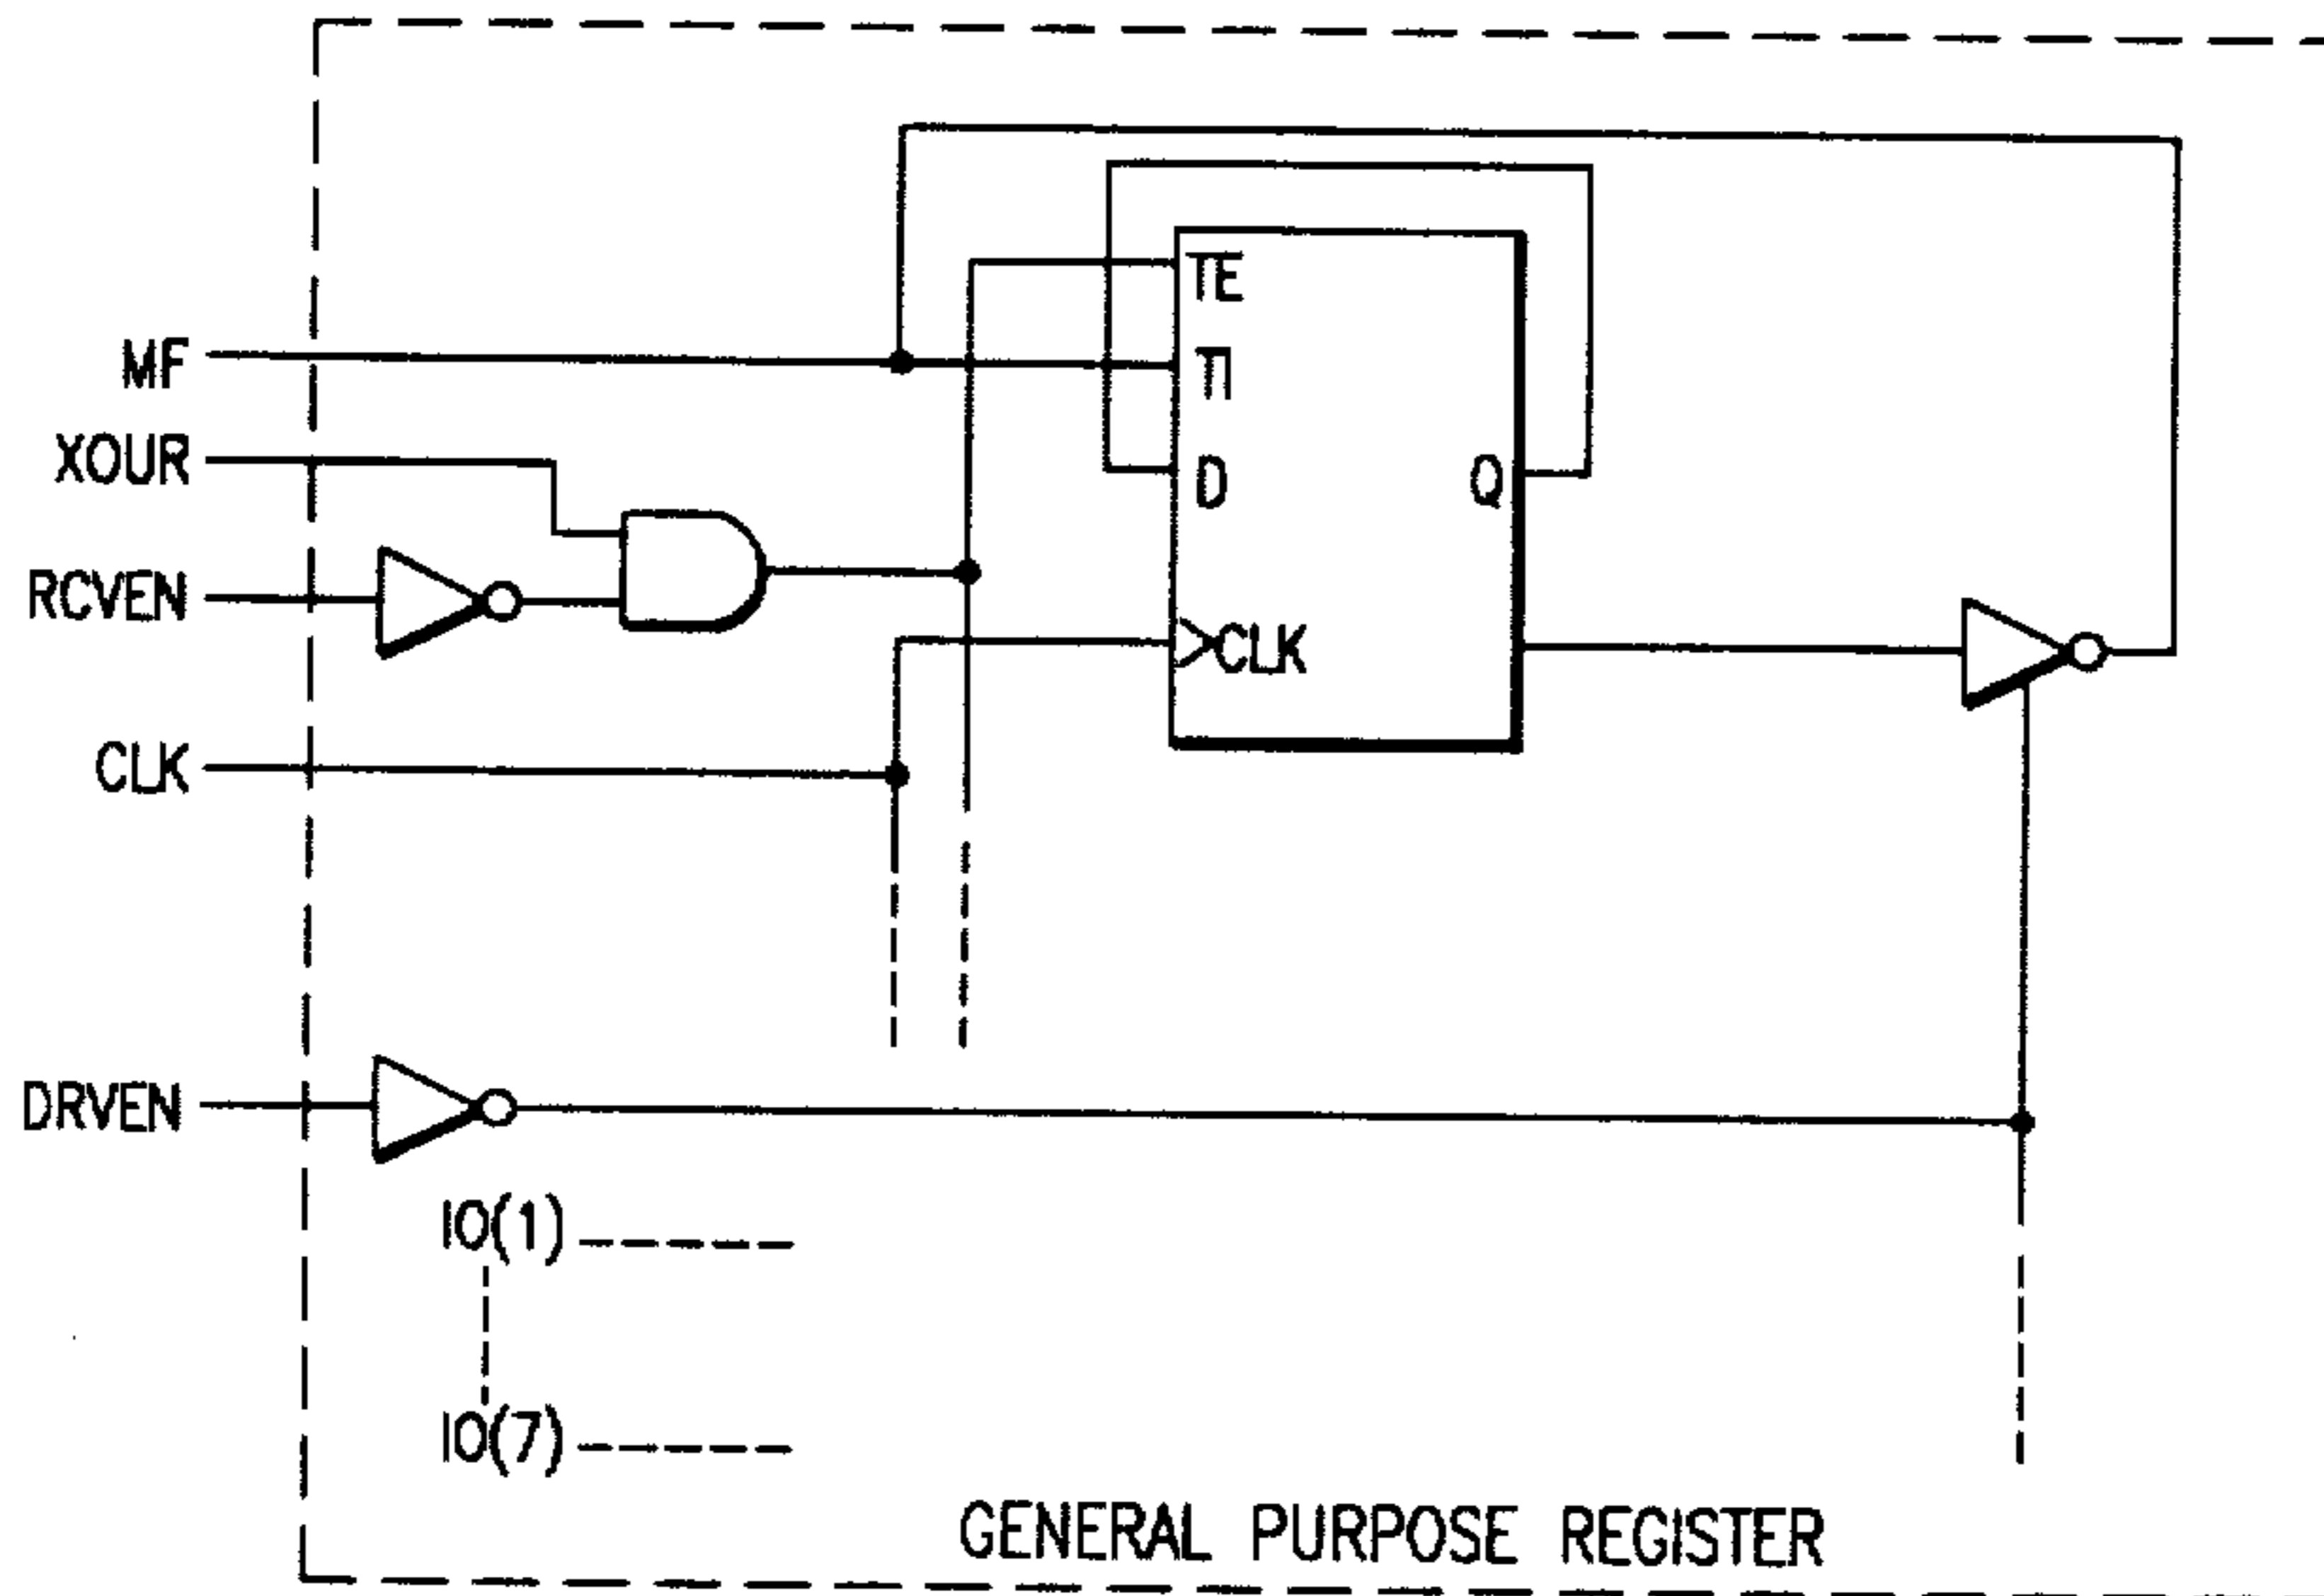 TE
MF
TI
XOUR
D
Q
RCVEN
CLK
CLK
DRVEN
IO(1)
IO(7)
GENERAL PURPOSE REGISTER